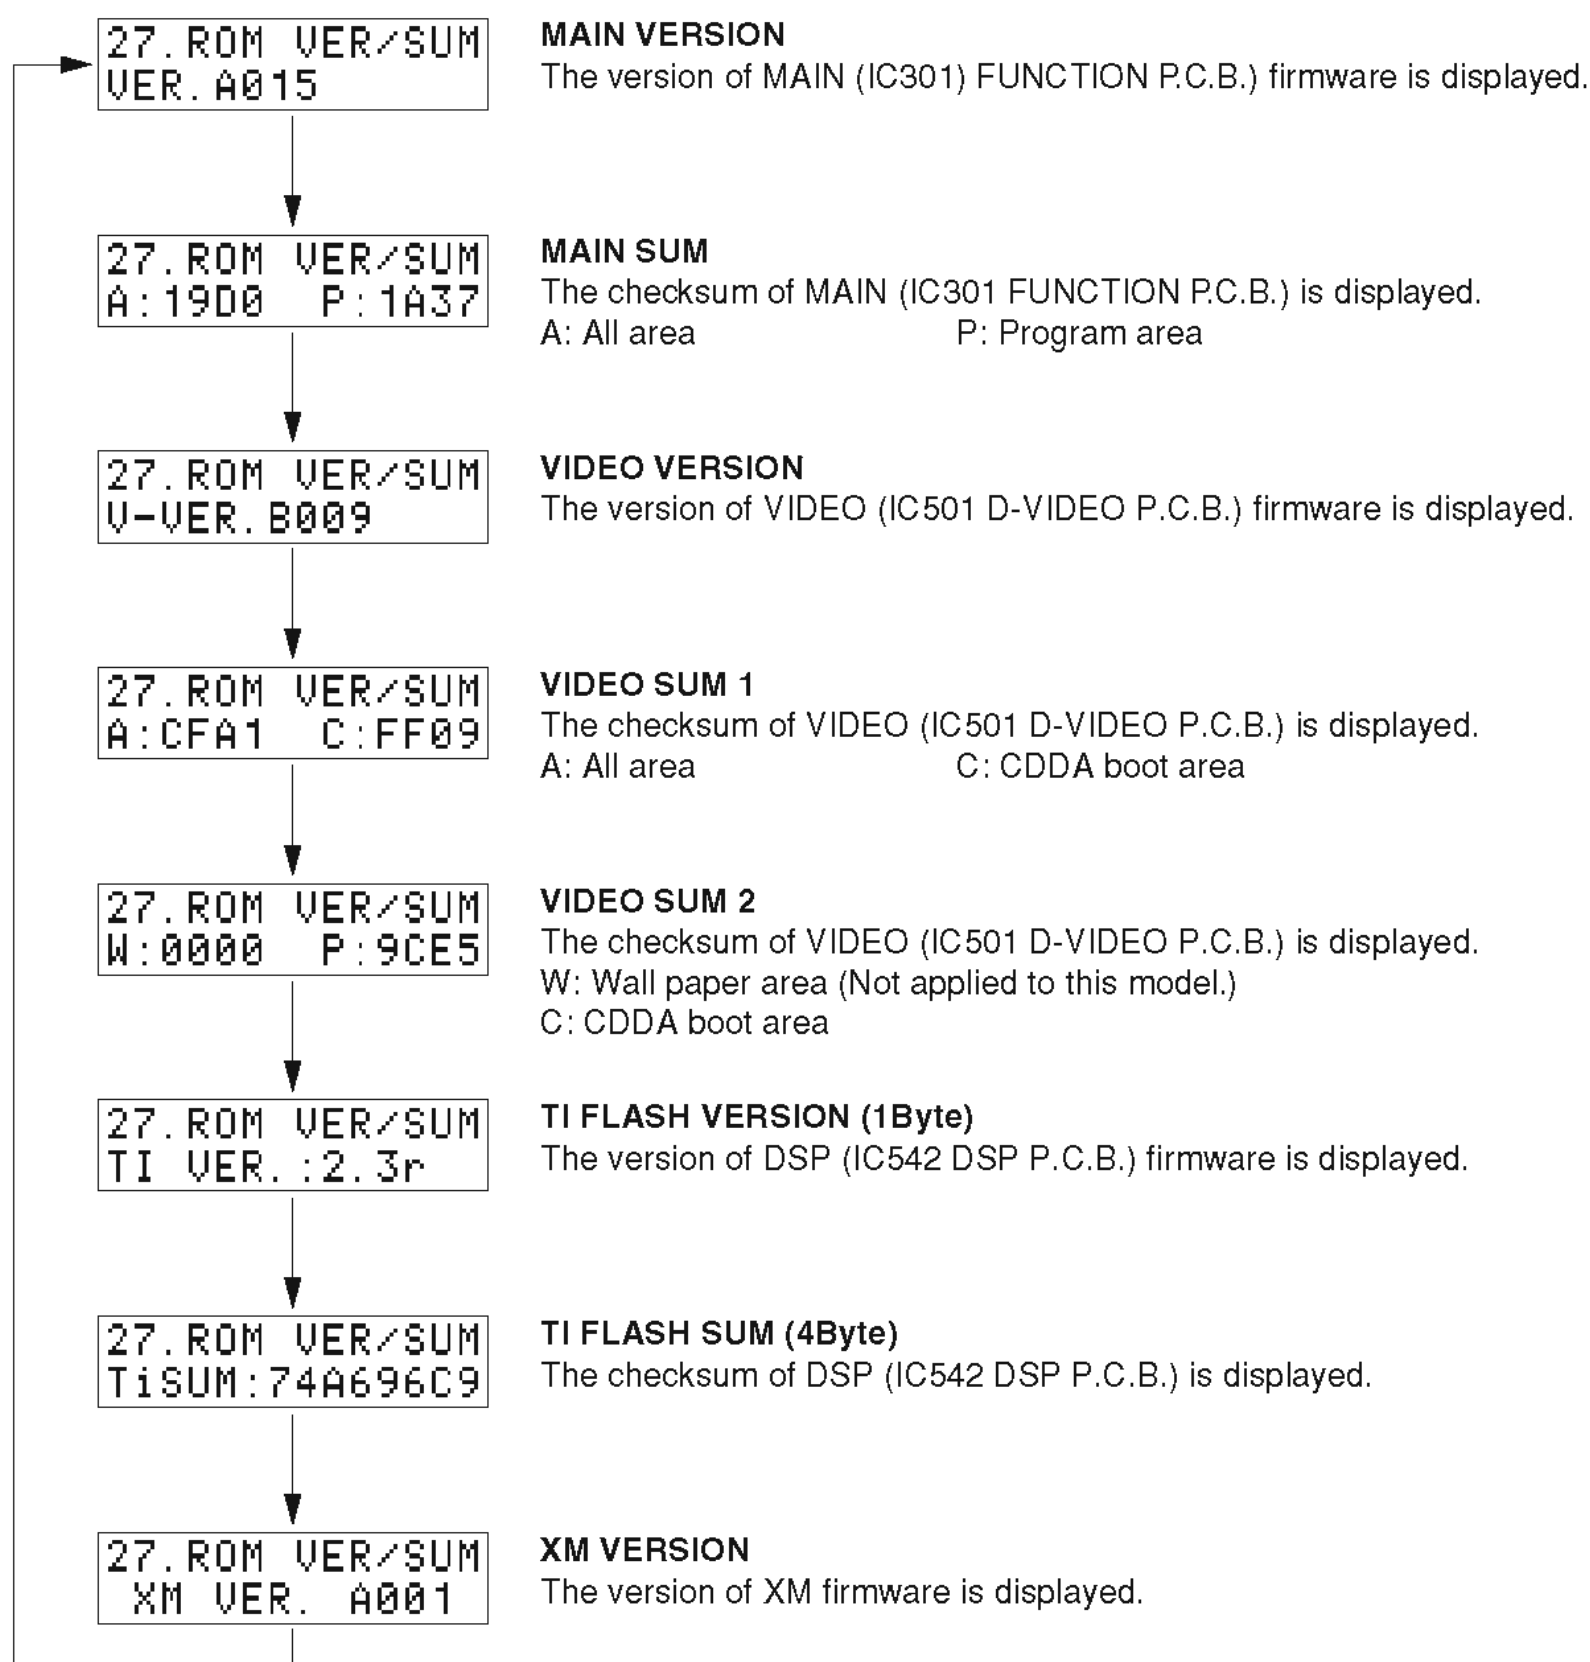 27.ROM VER/SUM
VER.A015
MAIN VERSION
The version of MAIN (IC301) FUNCTION P.C.B.) firmware is displayed.
27.ROM VER/SUM
A:19D0 P:1A37
MAIN SUM
The checksum of MAIN (IC301 FUNCTION P.C.B.) is displayed.
A: All area P: Program area
27.ROM VER/SUM
V-VER.B009
VIDEO VERSION
The version of VIDEO (IC501 D-VIDEO P.C.B.) firmware is displayed.
27.ROM VER/SUM
A:CFA1 C:FF09
VIDEO SUM 1
The checksum of VIDEO (IC501 D-VIDEO P.C.B.) is displayed.
A: All area C: CDDA boot area
27.ROM VER/SUM
W:0000 P:9CE5
VIDEO SUM 2
The checksum of VIDEO (IC501 D-VIDEO P.C.B.) is displayed.
W: Wall paper area (Not applied to this model.)
C: CDDA boot area
27.ROM VER/SUM
TI VER.:2.3r
TI FLASH VERSION (1Byte)
The version of DSP (IC542 DSP P.C.B.) firmware is displayed.
27.ROM VER/SUM
TiSUM:74A696C9
TI FLASH SUM (4Byte)
The checksum of DSP (IC542 DSP P.C.B.) is displayed.
27.ROM VER/SUM
XM VER. A001
XM VERSION
The version of XM firmware is displayed.